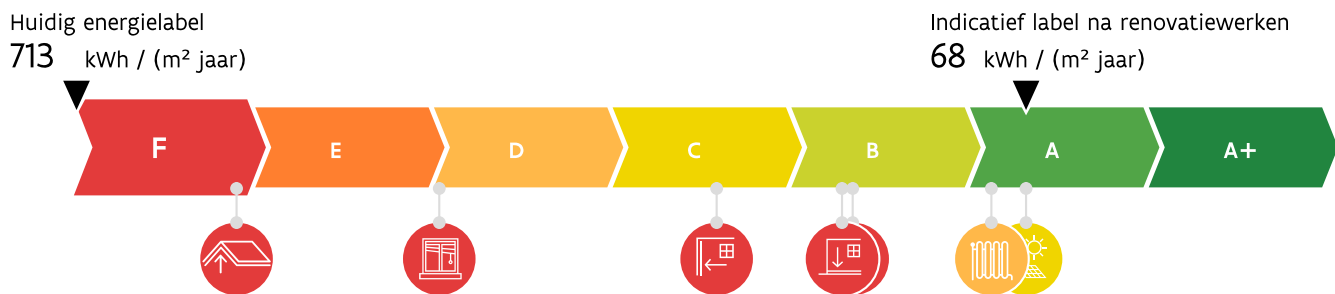 Huidig energielabel
713 kWh / (m² jaar)
Indicatief label na renovatiewerken
68 kWh / (m² jaar)
F E D C B A A+